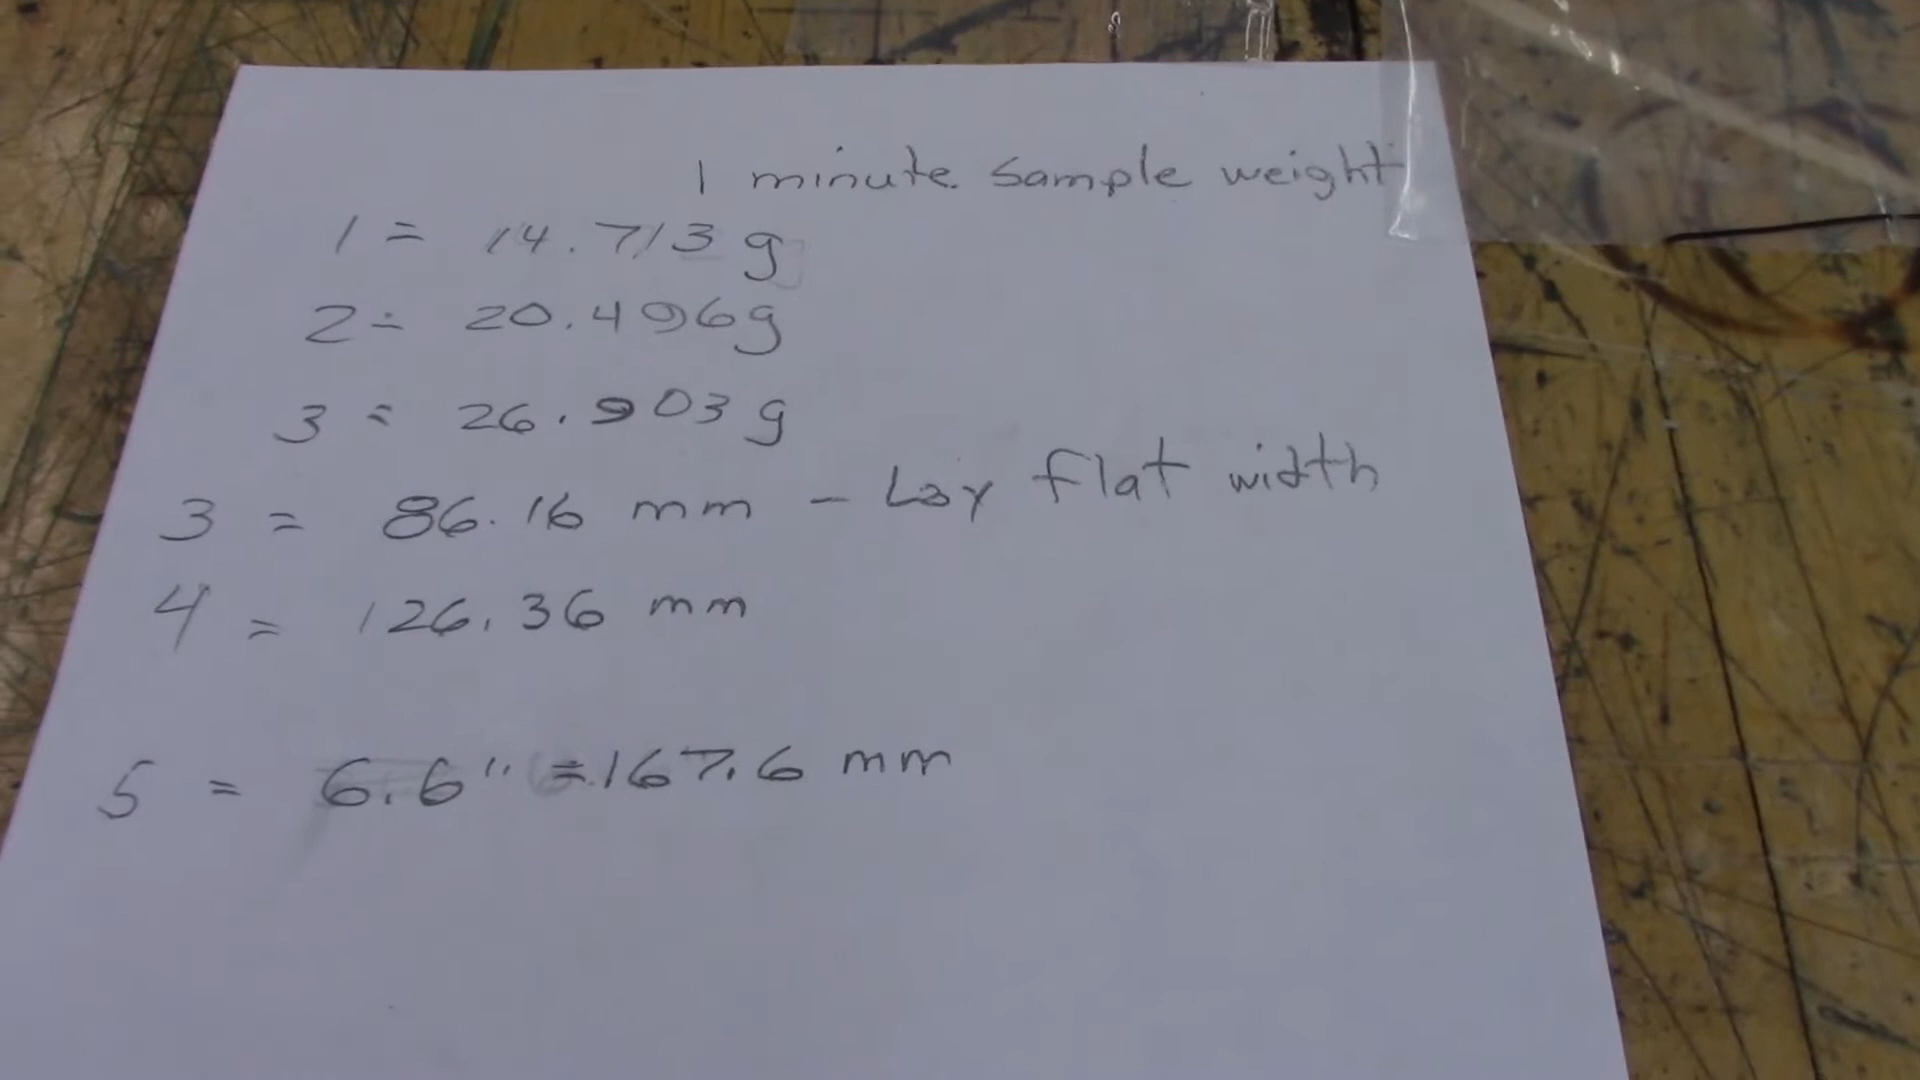 1 minute sample weight
1 = 14.713 g
2 = 20.496g
3 = 26.903 g
3 = 86.16 mm - Lay flat width
4 = 126.36 mm
5 = 6.6" = 167.6 mm